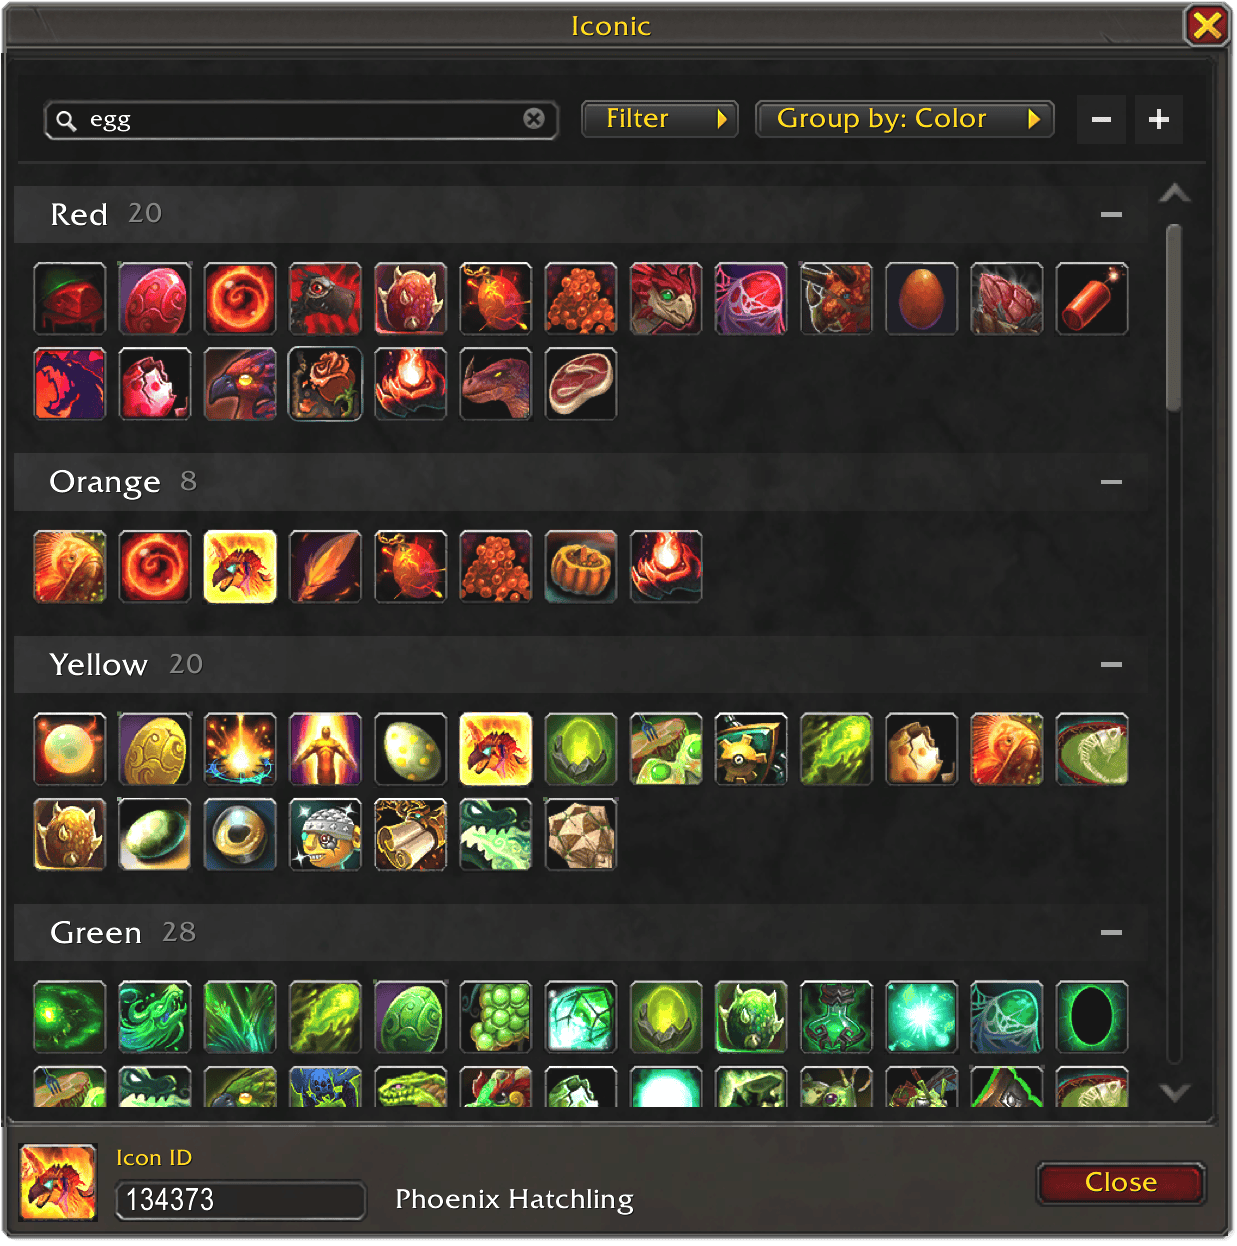 Iconic
egg
Filter
Group by: Color
Red 20
Orange 8
Yellow 20
Green 28
Icon ID
134373
Phoenix Hatchling
Close